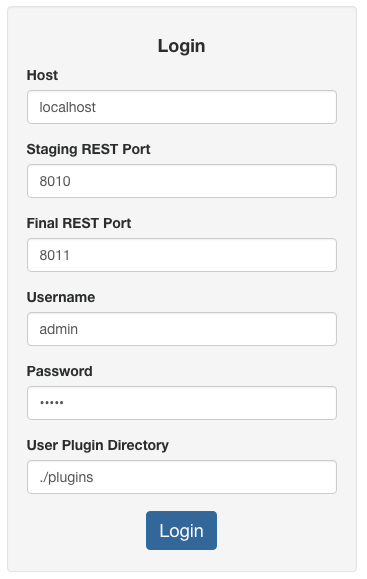 Login
Host
localhost
Staging REST Port
8010
Final REST Port
8011
Username
admin
Password
•••••
User Plugin Directory
./plugins
Login